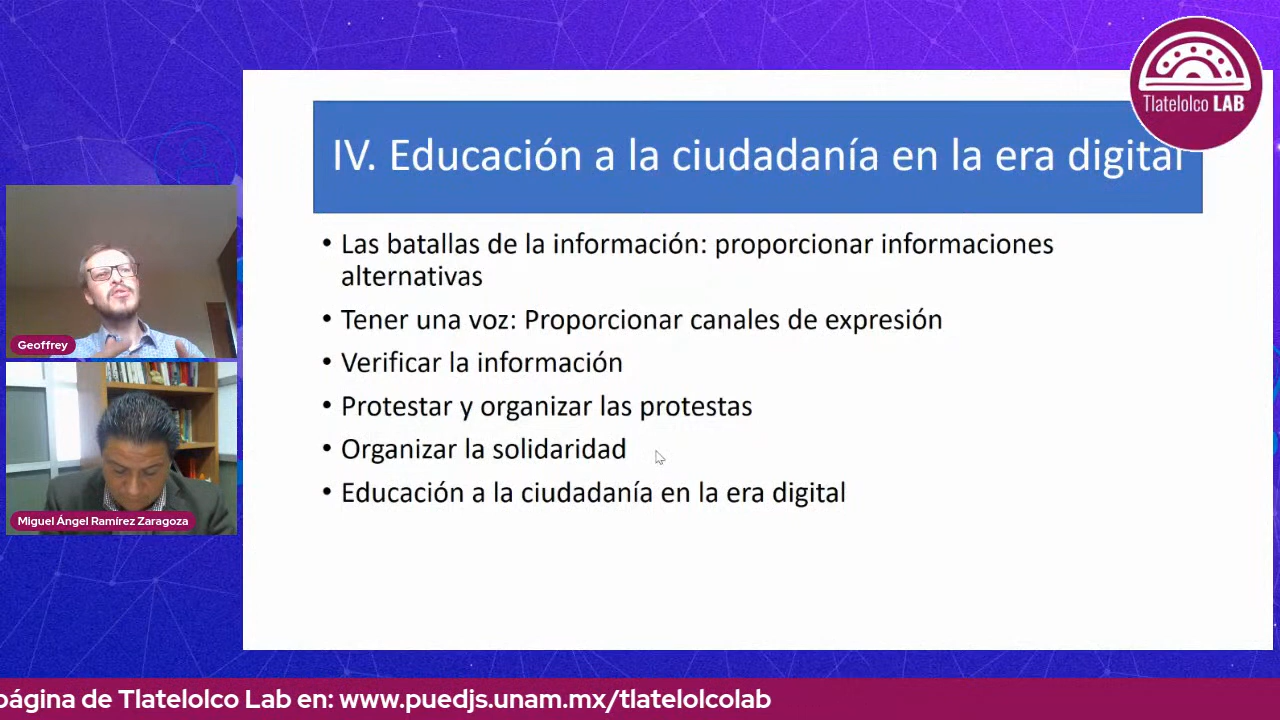 Tlatelolco LAB
IV. Educación a la ciudadanía en la era digital
• Las batallas de la información: proporcionar informaciones
alternativas
• Tener una voz: Proporcionar canales de expresión
• Verificar la información
• Protestar y organizar las protestas
• Organizar la solidaridad
• Educación a la ciudadanía en la era digital
Geoffrey
Miguel Ángel Ramírez Zaragoza
página de Tlatelolco Lab en: www.puedjs.unam.mx/tlatelolcolab